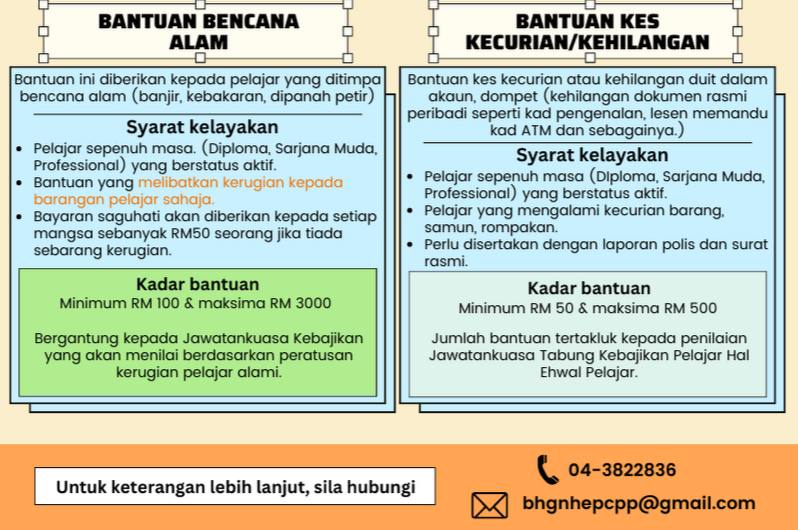 BANTUAN BENCANA
ALAM
Bantuan ini diberikan kepada pelajar yang ditimpa
bencana alam (banjir, kebakaran, dipanah petir)
Syarat kelayakan
• Pelajar sepenuh masa. (Diploma, Sarjana Muda,
Professional) yang berstatus aktif.
• Bantuan yang melibatkan kerugian kepada
barangan pelajar sahaja.
• Bayaran saguhati akan diberikan kepada setiap
mangsa sebanyak RM50 seorang jika tiada
sebarang kerugian.
Kadar bantuan
Minimum RM 100 & maksima RM 3000
Bergantung kepada Jawatankuasa Kebajikan
yang akan menilai berdasarkan peratusan
kerugian pelajar alami.
BANTUAN KES
KECURIAN/KEHILANGAN
Bantuan kes kecurian atau kehilangan duit dalam
akaun, dompet (kehilangan dokumen rasmi
peribadi seperti kad pengenalan, lesen memandu
kad ATM dan sebagainya.)
Syarat kelayakan
• Pelajar sepenuh masa (DIploma, Sarjana Muda,
Professional) yang berstatus aktif.
• Pelajar yang mengalami kecurian barang,
samun, rompakan.
• Perlu disertakan dengan laporan polis dan surat
rasmi.
Kadar bantuan
Minimum RM 50 & maksima RM 500
Jumlah bantuan tertakluk kepada penilaian
Jawatankuasa Tabung Kebajikan Pelajar Hal
Ehwal Pelajar.
Untuk keterangan lebih lanjut, sila hubungi
04-3822836
bhgnhepcpp@gmail.com